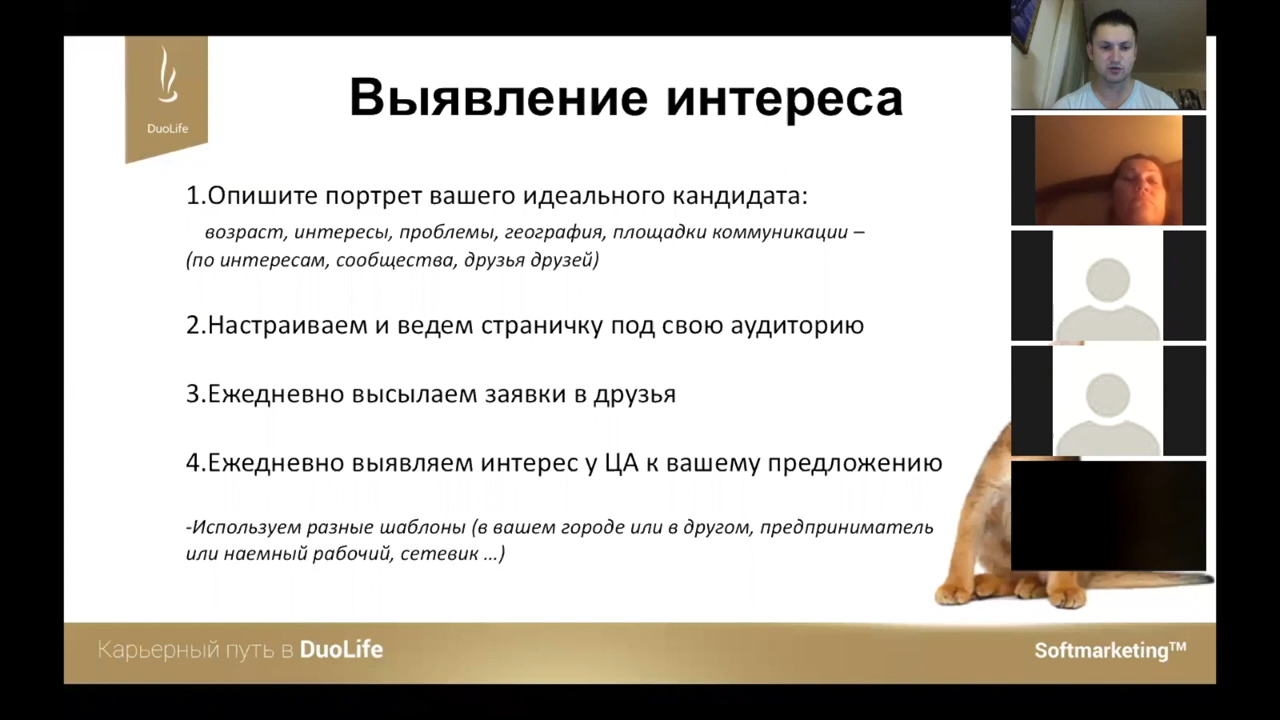 DuoLife
Выявление интереса
1.Опишите портрет вашего идеального кандидата:
возраст, интересы, проблемы, география, площадки коммуникации –
(по интересам, сообщества, друзья друзей)
2.Настраиваем и ведем страничку под свою аудиторию
3.Ежедневно высылаем заявки в друзья
4.Ежедневно выявляем интерес у ЦА к вашему предложению
-Используем разные шаблоны (в вашем городе или в другом, предприниматель
или наемный рабочий, сетевик ...)
Карьерный путь в DuoLife
Softmarketing™